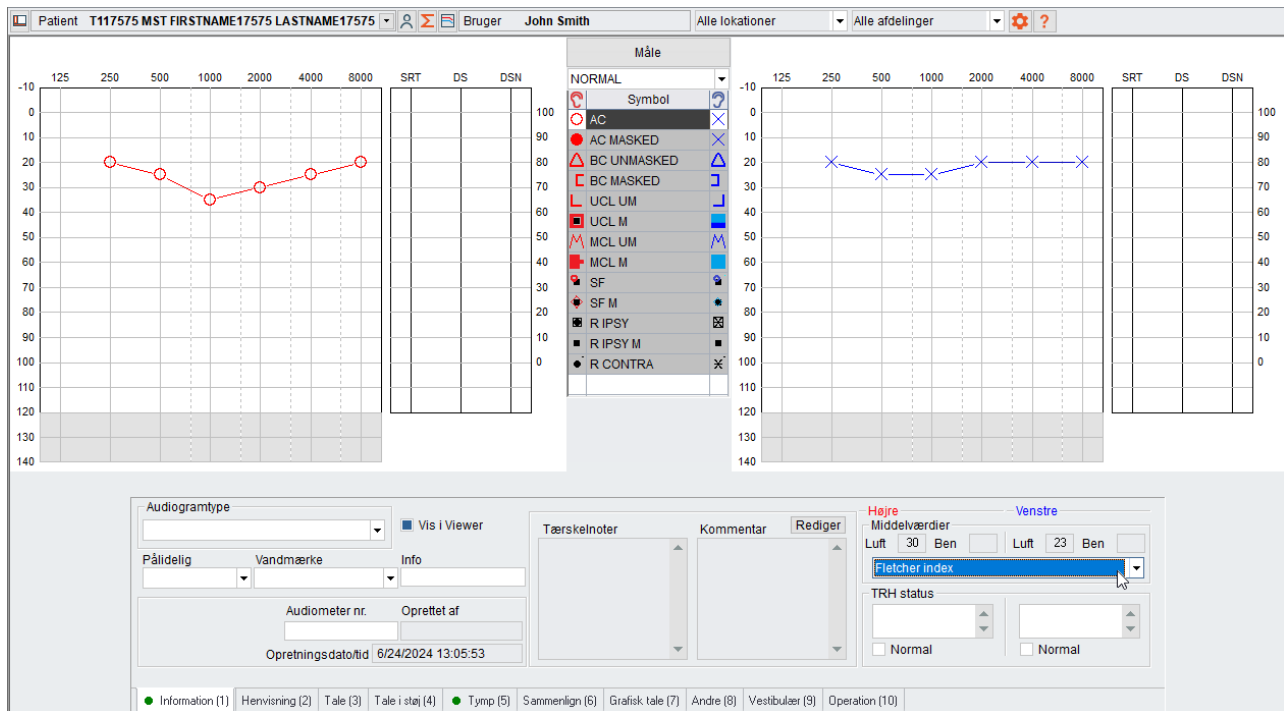 Patient T117575 MST FIRSTNAME17575 LASTNAME17575 Bruger John Smith Alle lokationer Alle afdelinger ?
Måle
NORMAL
Symbol
AC
AC MASKED
BC UNMASKED
BC MASKED
UCL UM
UCL M
MCL UM
MCL M
SF
SF M
R IPSY
R IPSY M
R CONTRA
125 250 500 1000 2000 4000 8000 SRT DS DSN
-10
0 100
10 90
20 80
30 70
40 60
50 50
60 40
70 30
80 20
90 10
100 0
110
120
130
140
125 250 500 1000 2000 4000 8000 SRT DS DSN
-10
0 100
10 90
20 80
30 70
40 60
50 50
60 40
70 30
80 20
90 10
100 0
110
120
130
140
Audiogramtype
Vis i Viewer
Pålidelig Vandmærke Info
Audiometer nr. Oprettet af
Opretningsdato/tid 6/24/2024 13:05:53
Tærskelnoter Kommentar Rediger
Højre Venstre
Middelværdier
Luft 30 Ben Luft 23 Ben
Fletcher index
TRH status
Normal Normal
Information (1) Henvisning (2) Tale (3) Tale i støj (4) Tymp (5) Sammenlign (6) Grafisk tale (7) Andre (8) Vestibulær (9) Operation (10)